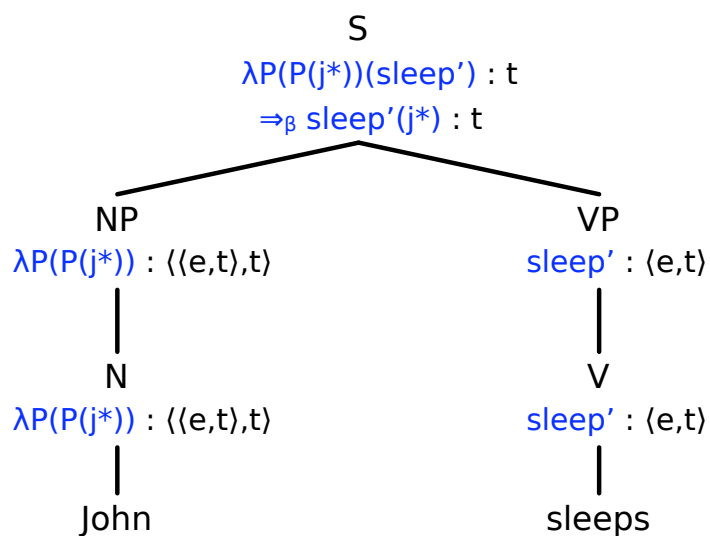 S
λP(P(j*))(sleep’) : t
⇒β sleep’(j*) : t
NP VP
λP(P(j*)) : ⟨⟨e,t⟩,t⟩ sleep’ : ⟨e,t⟩
N V
λP(P(j*)) : ⟨⟨e,t⟩,t⟩ sleep’ : ⟨e,t⟩
John sleeps